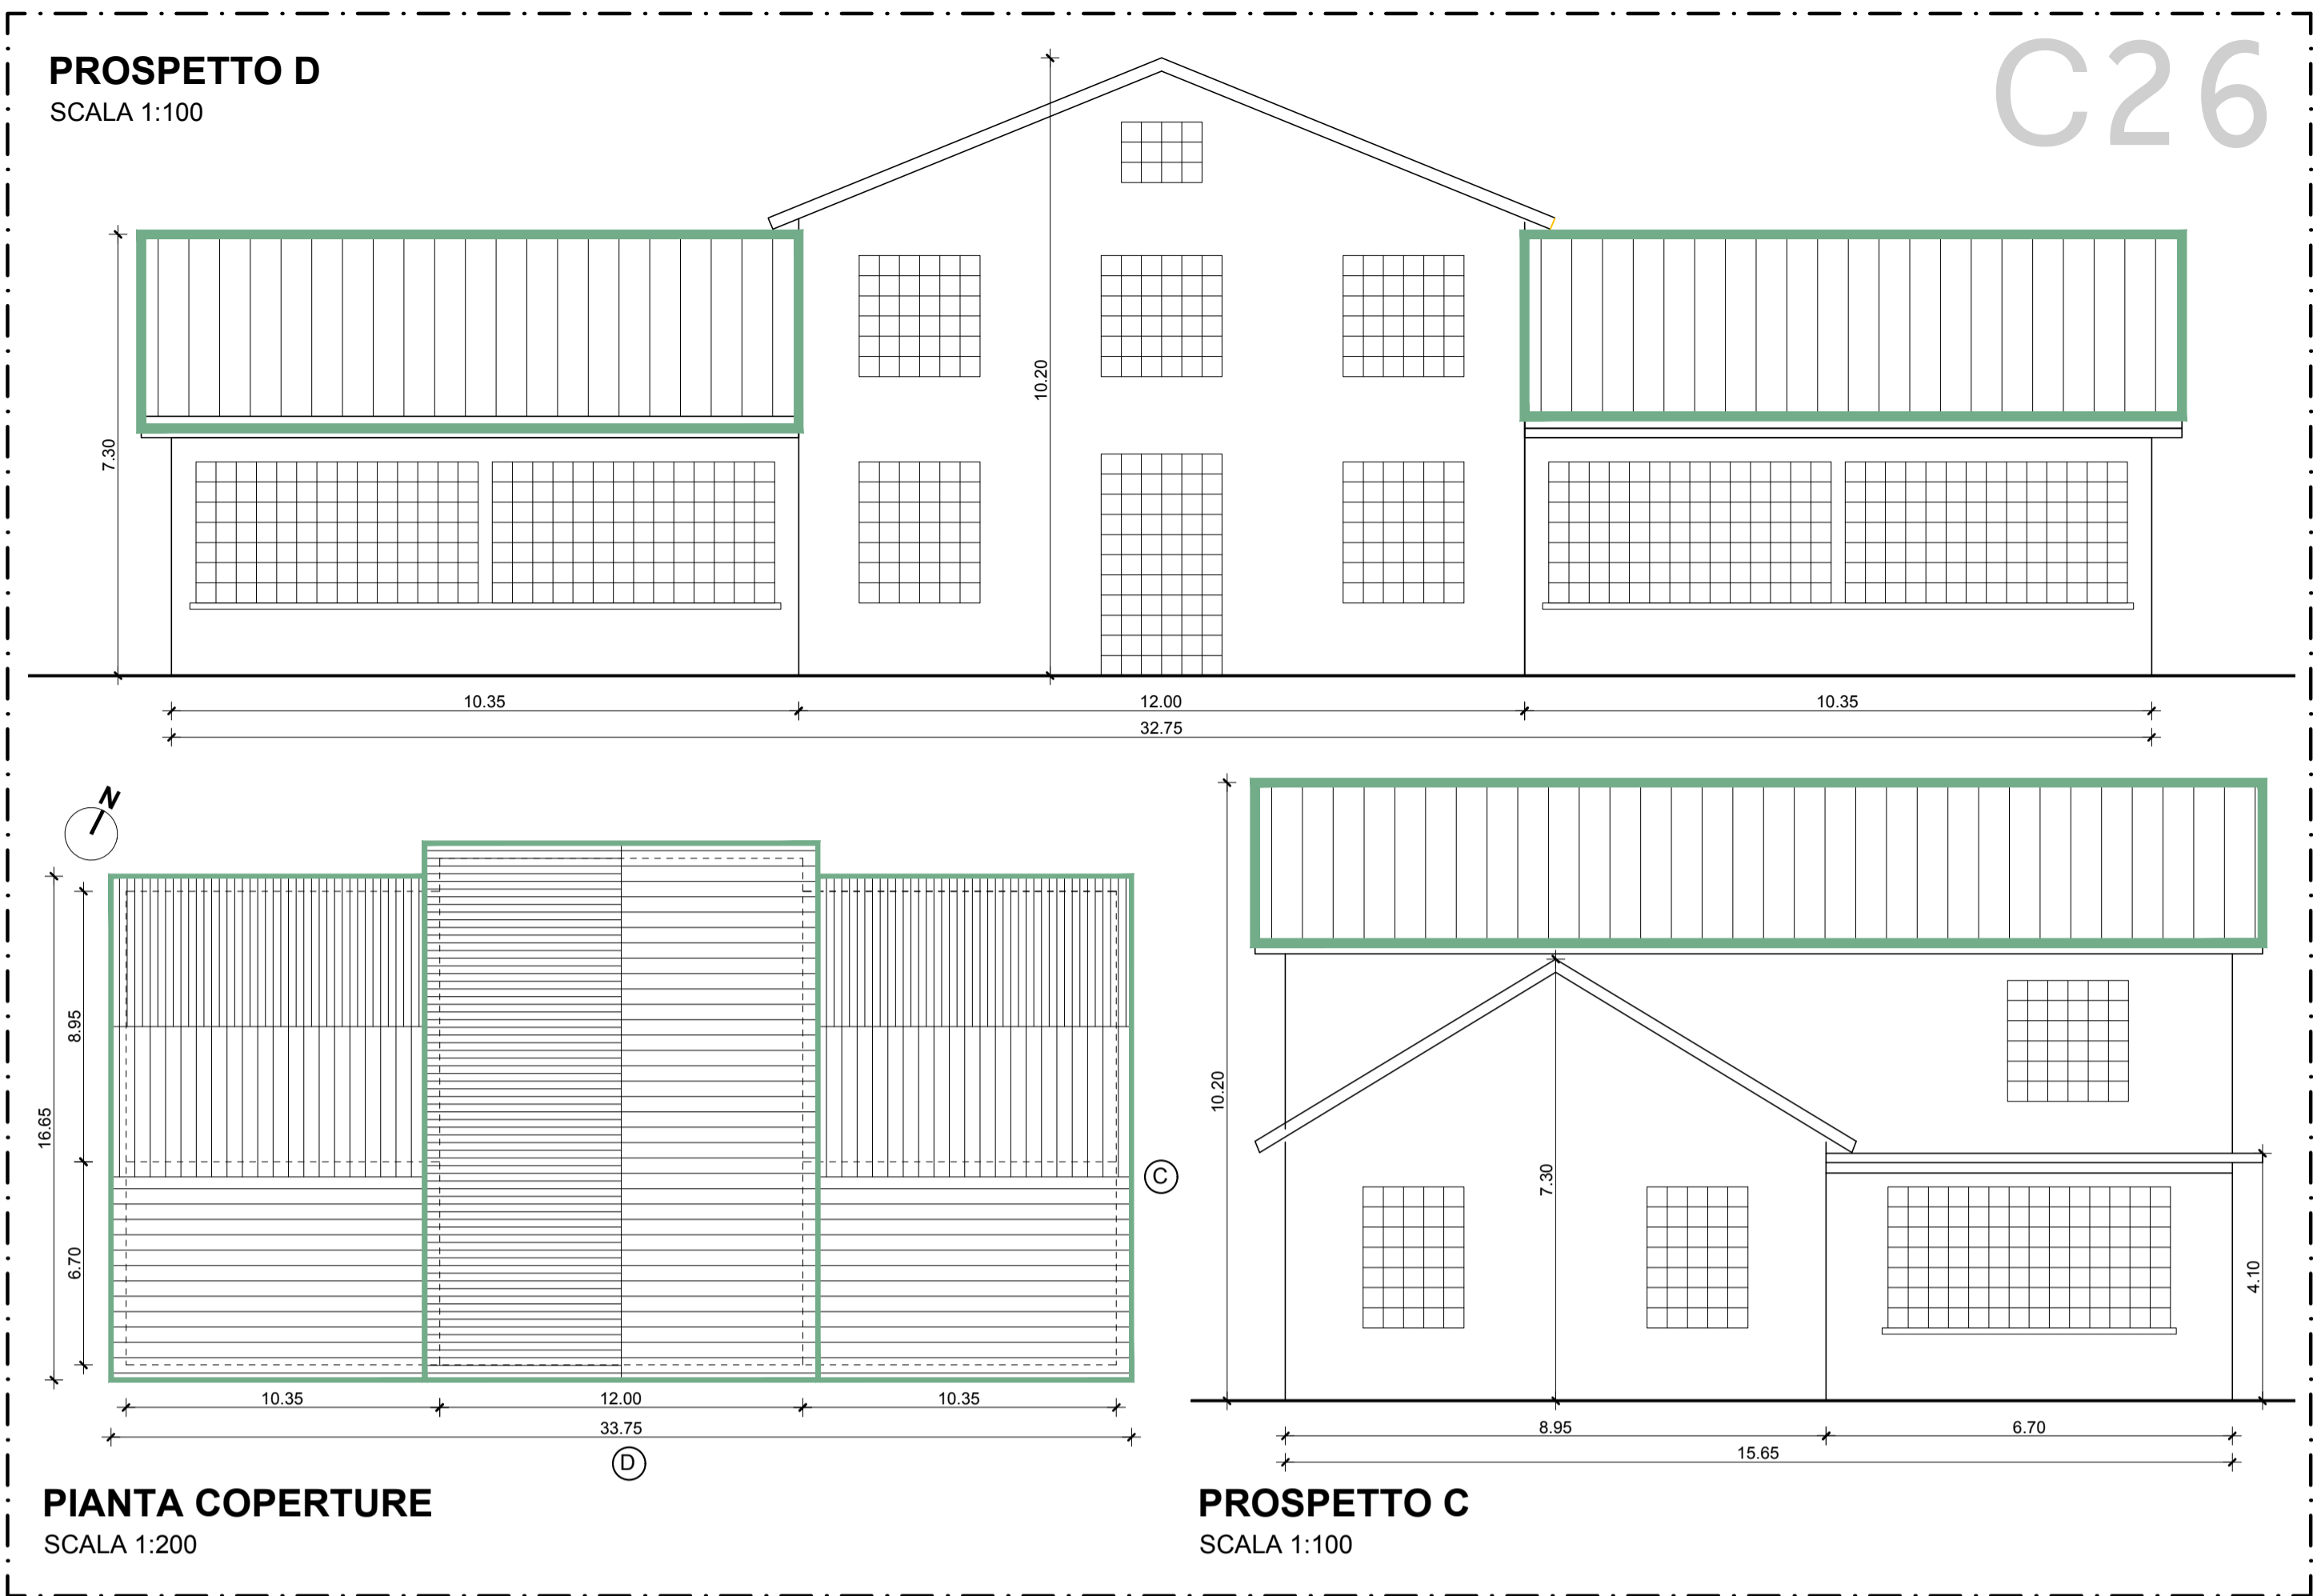 PROSPETTO D
SCALA 1:100
C26
10.20
7.30
10.35
12.00
10.35
32.75
N
8.95
16.65
6.70
10.35
12.00
10.35
33.75
D
C
PIANTA COPERTURE
SCALA 1:200
10.20
7.30
4.10
8.95
6.70
15.65
PROSPETTO C
SCALA 1:100